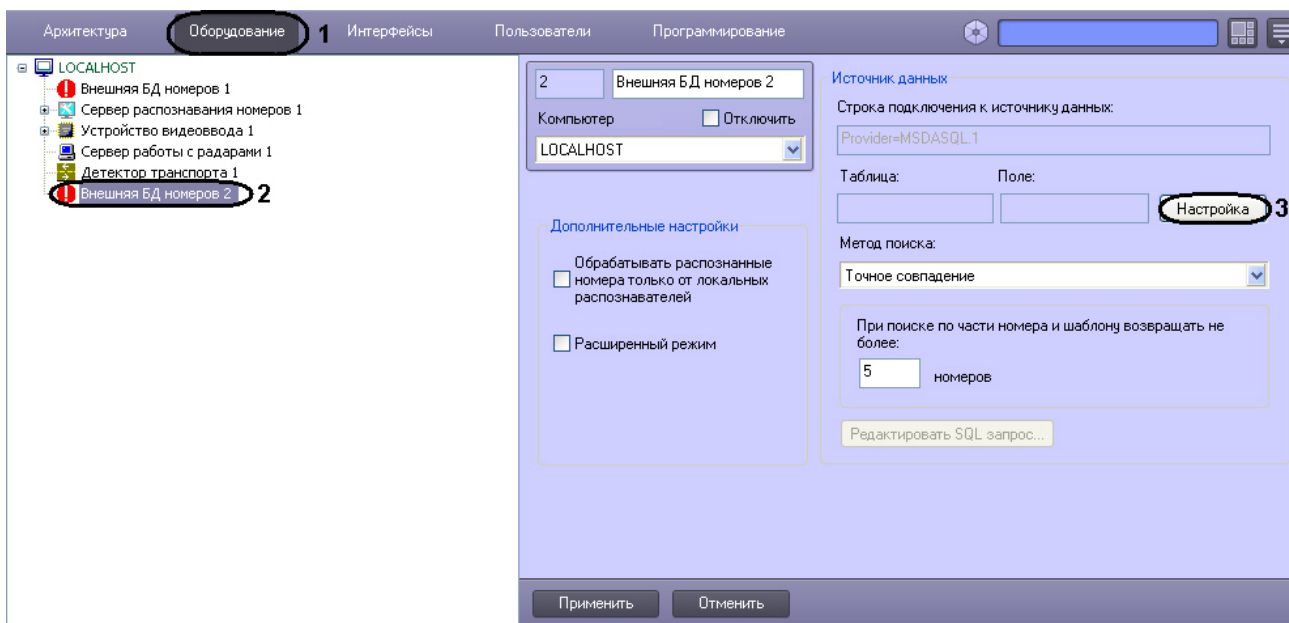 Архитектура Оборудование 1 Интерфейсы Пользователи Программирование
LOCALHOST
Внешняя БД номеров 1
Сервер распознавания номеров 1
Устройство видеоввода 1
Сервер работы с радарами 1
Детектор транспорта 1
Внешняя БД номеров 2 2
2 Внешняя БД номеров 2
Компьютер Отключить
LOCALHOST
Дополнительные настройки
Обрабатывать распознанные
номера только от локальных
распознавателей
Расширенный режим
Источник данных
Строка подключения к источнику данных:
Provider=MSDASQL.1
Таблица: Поле:
Настройка 3
Метод поиска:
Точное совпадение
При поиске по части номера и шаблону возвращать не
более:
5 номеров
Редактировать SQL запрос...
Применить Отменить